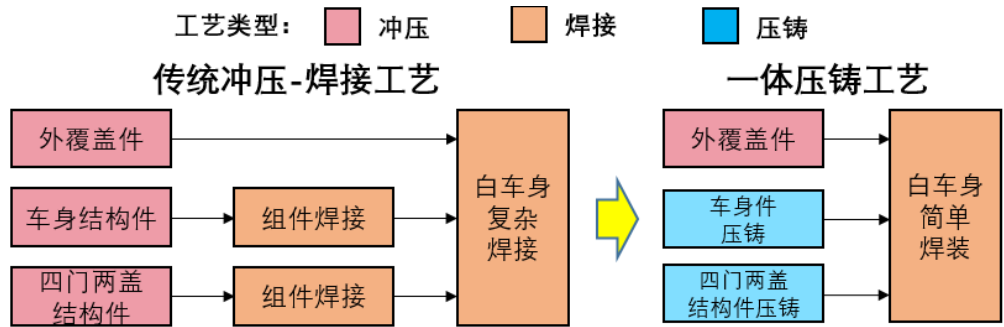 工艺类型： 冲压 焊接 压铸
传统冲压-焊接工艺
一体压铸工艺
外覆盖件
车身结构件
组件焊接
四门两盖
结构件
组件焊接
白车身
复杂
焊接
外覆盖件
车身件
压铸
四门两盖
结构件压铸
白车身
简单
焊装